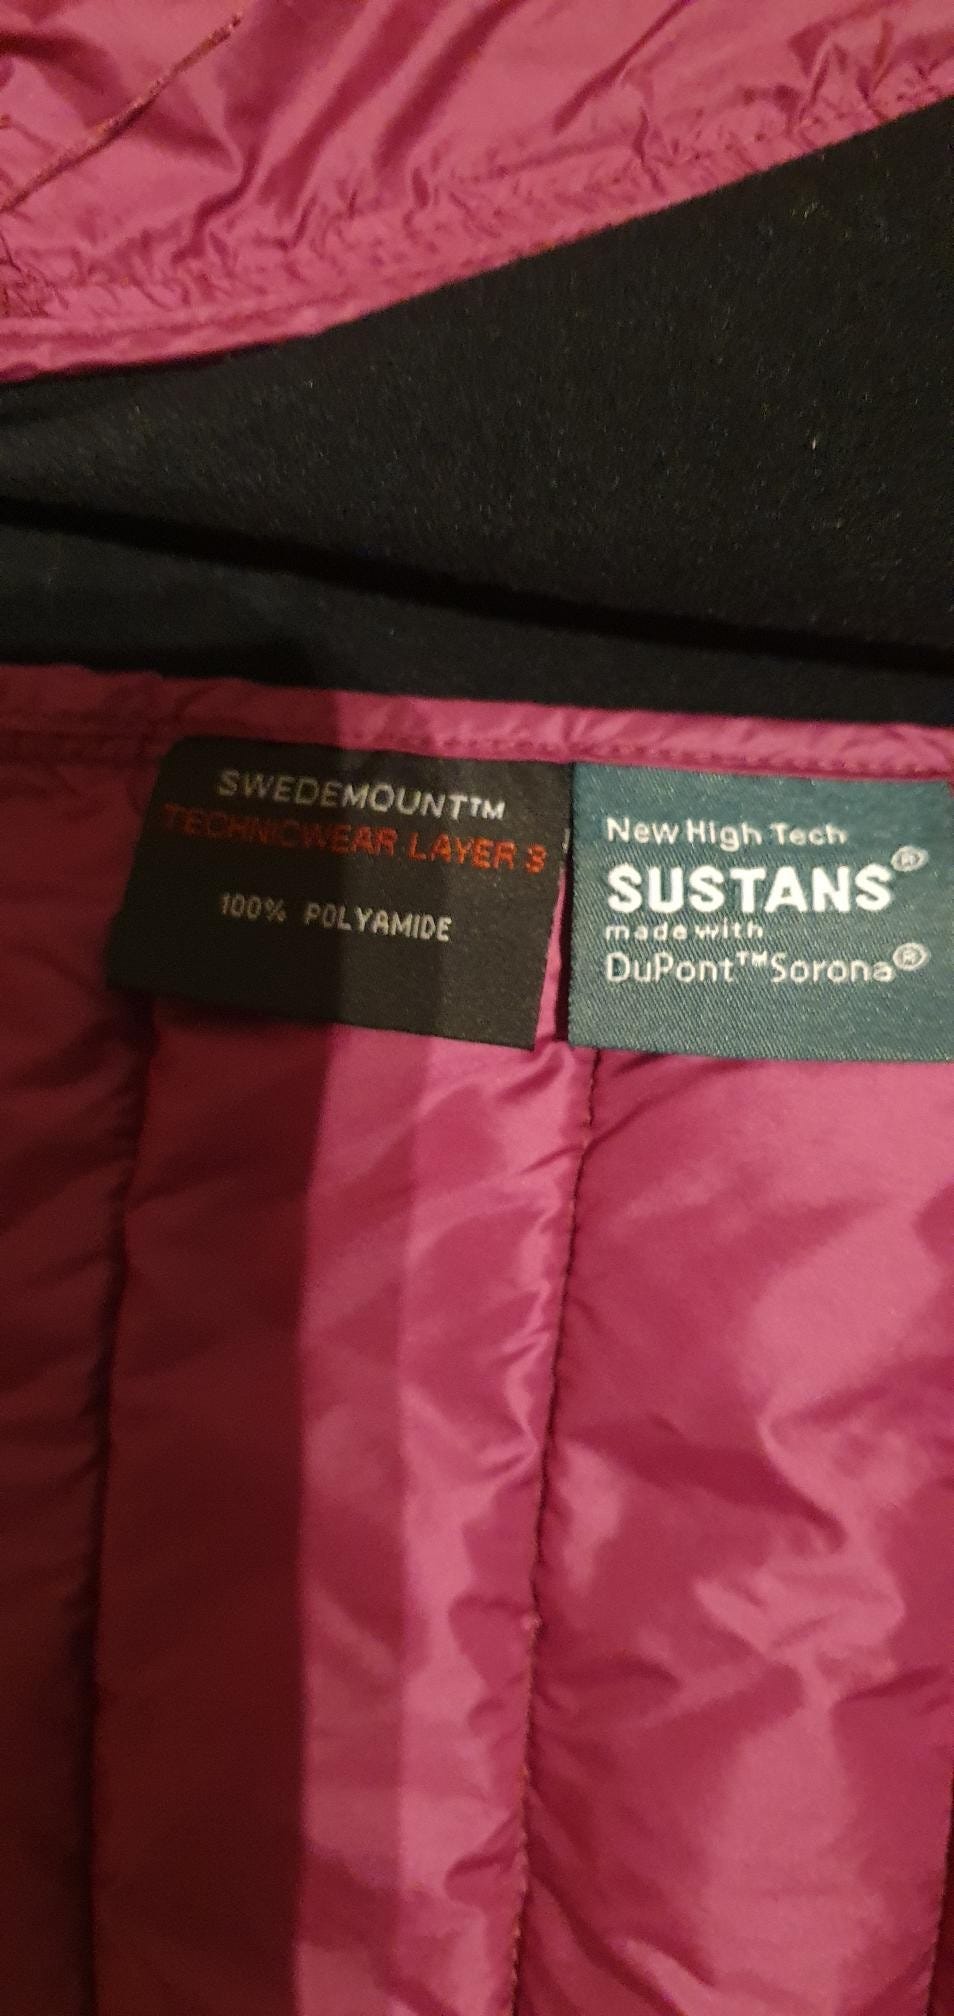 SWEDEMOUNT™
TECHNICWEAR LAYER 3
100% POLYAMIDE
New High Tech
SUSTANS®
made with
DuPont™Sorona®